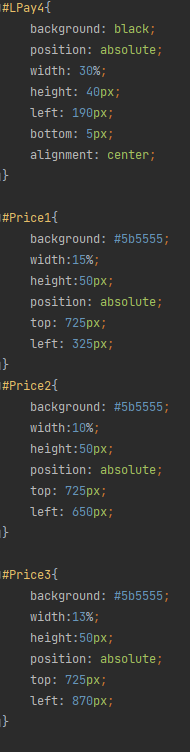 #LPay4{
background: black;
position: absolute;
width: 30%;
height: 40px;
left: 190px;
bottom: 5px;
alignment: center;
}
#Price1{
background: #5b5555;
width:15%;
height:50px;
position: absolute;
top: 725px;
left: 325px;
}
#Price2{
background: #5b5555;
width:10%;
height:50px;
position: absolute;
top: 725px;
left: 650px;
}
#Price3{
background: #5b5555;
width:13%;
height:50px;
position: absolute;
top: 725px;
left: 870px;
}